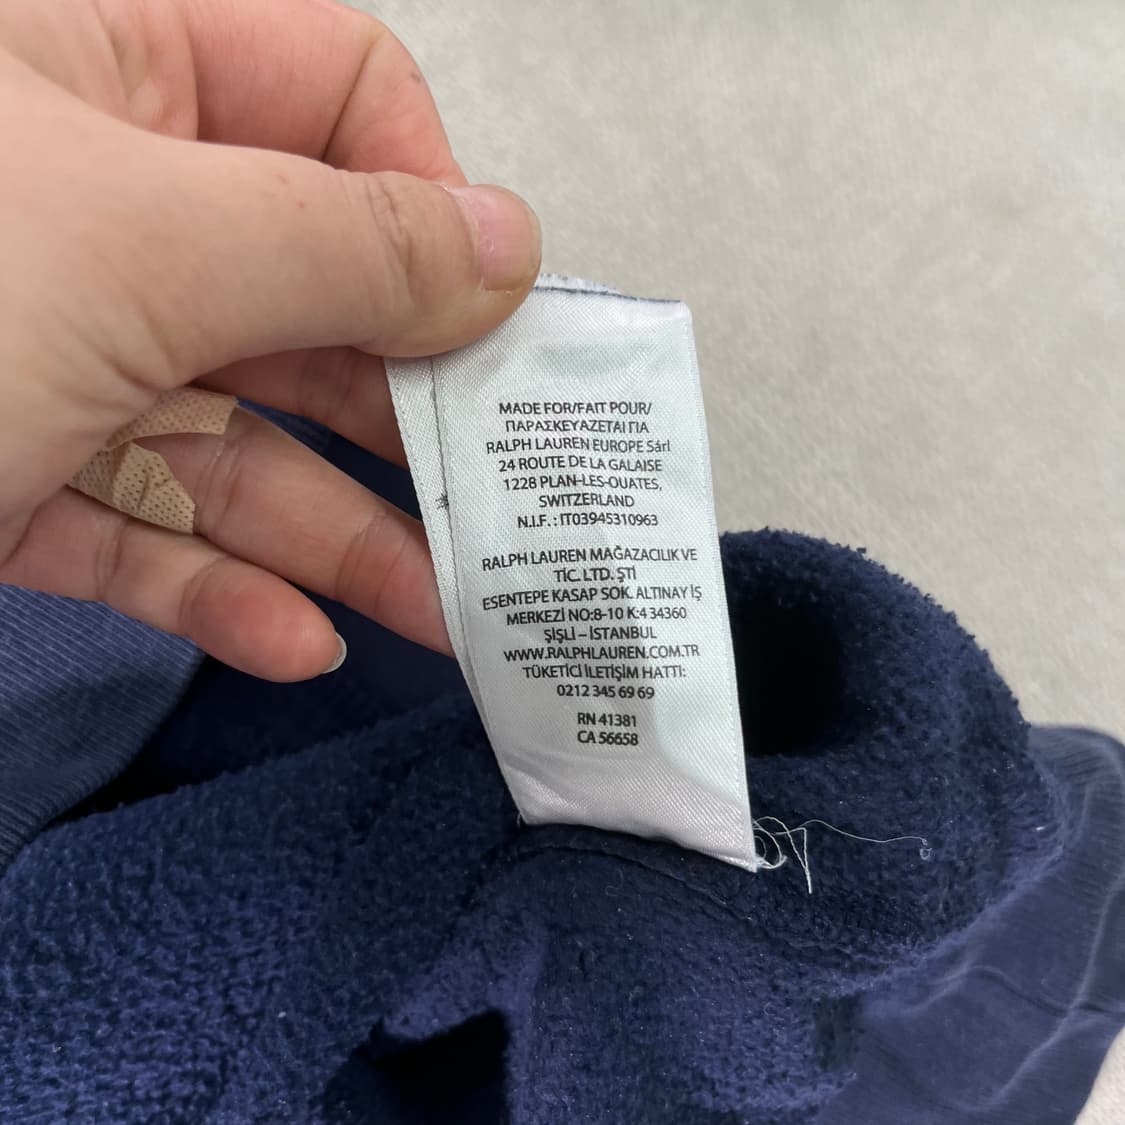 MADE FOR/FAIT POUR/
ΠΑΡΑΣΚΕΥΑΖΕΤΑΙ ΓΙΑ
RALPH LAUREN EUROPE Sárl
24 ROUTE DE LA GALAISE
1228 PLAN-LES-OUATES,
SWITZERLAND
N.I.F. : IT03945310963
RALPH LAUREN MAĞAZACILIK VE
TİC. LTD. ŞTİ
ESENTEPE KASAP SOK. ALTINAY İŞ
MERKEZİ NO:8-10 K:4 34360
ŞİŞLİ – İSTANBUL
WWW.RALPHLAUREN.COM.TR
TÜKETİCİ İLETİŞİM HATTI:
0212 345 69 69
RN 41381
CA 56658